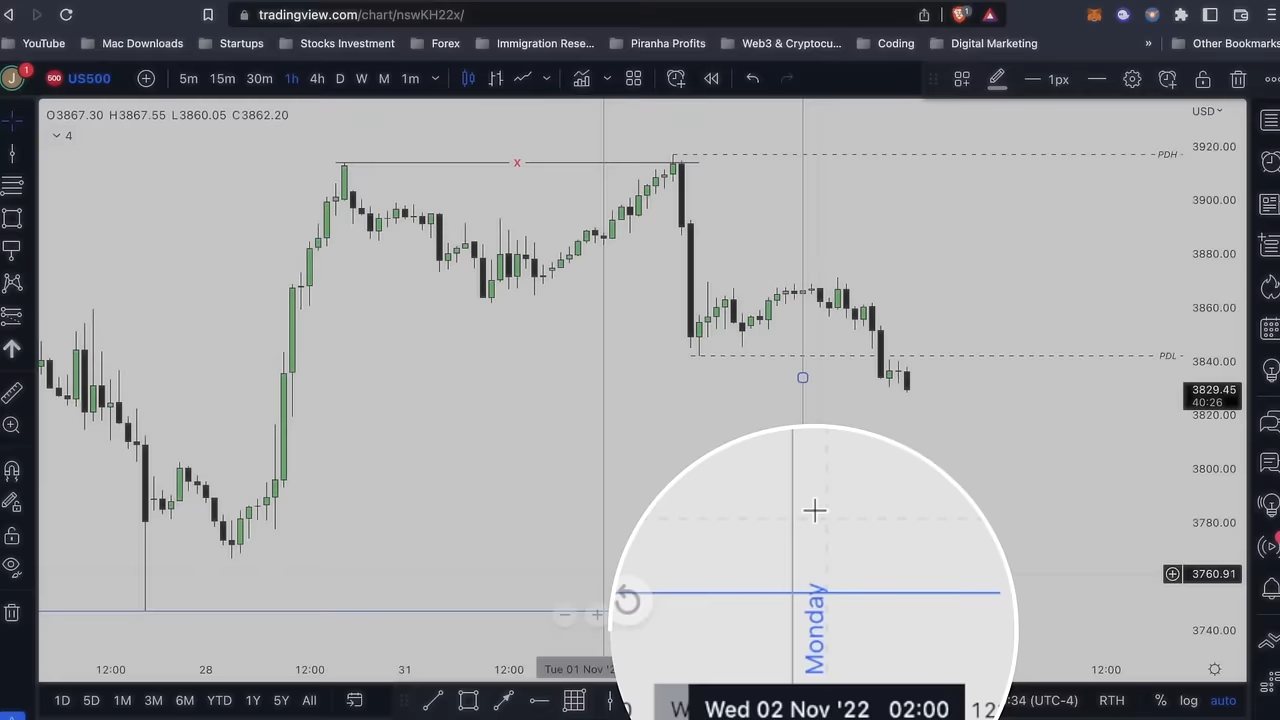 tradingview.com/chart/nswKH22x/
1
YouTube
Mac Downloads
Startups
Stocks Investment
Forex
Immigration Rese...
Piranha Profits
Web3 & Cryptocu...
Coding
Digital Marketing
»
Other Bookmarks
J
1
500
US500
5m
15m
30m
1h
4h
D
W
M
1m
1px
O3867.30 H3867.55 L3860.05 C3862.20
4
USD
x
PDH
PDL
3920.00
3900.00
3880.00
3860.00
3840.00
3829.45
40:26
3820.00
3800.00
3780.00
3760.91
3740.00
Monday
12:00
28
12:00
31
12:00
Tue 01 Nov '2
Wed 02 Nov '22 02:00
12:00
1D
5D
1M
3M
6M
YTD
1Y
5Y
All
:34 (UTC-4)
RTH
%
log
auto